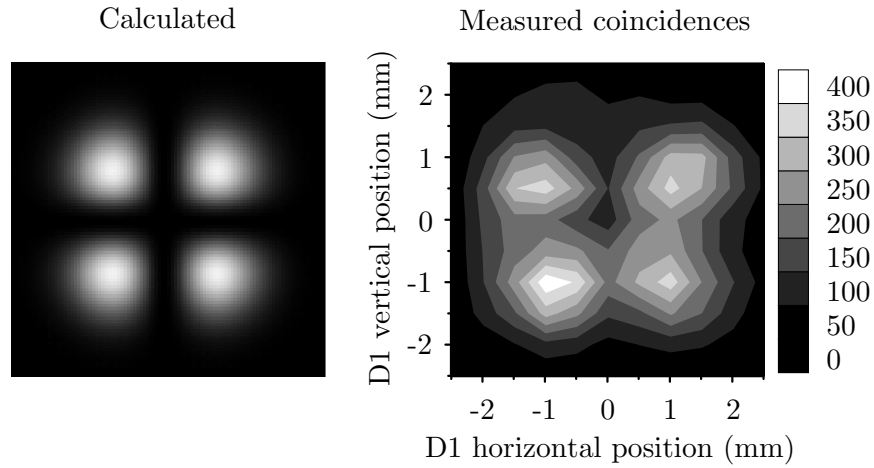 Calculated
Measured coincidences
D1 vertical position (mm)
2
1
0
-1
-2
-2 -1 0 1 2
D1 horizontal position (mm)
400
350
300
250
200
150
100
50
0